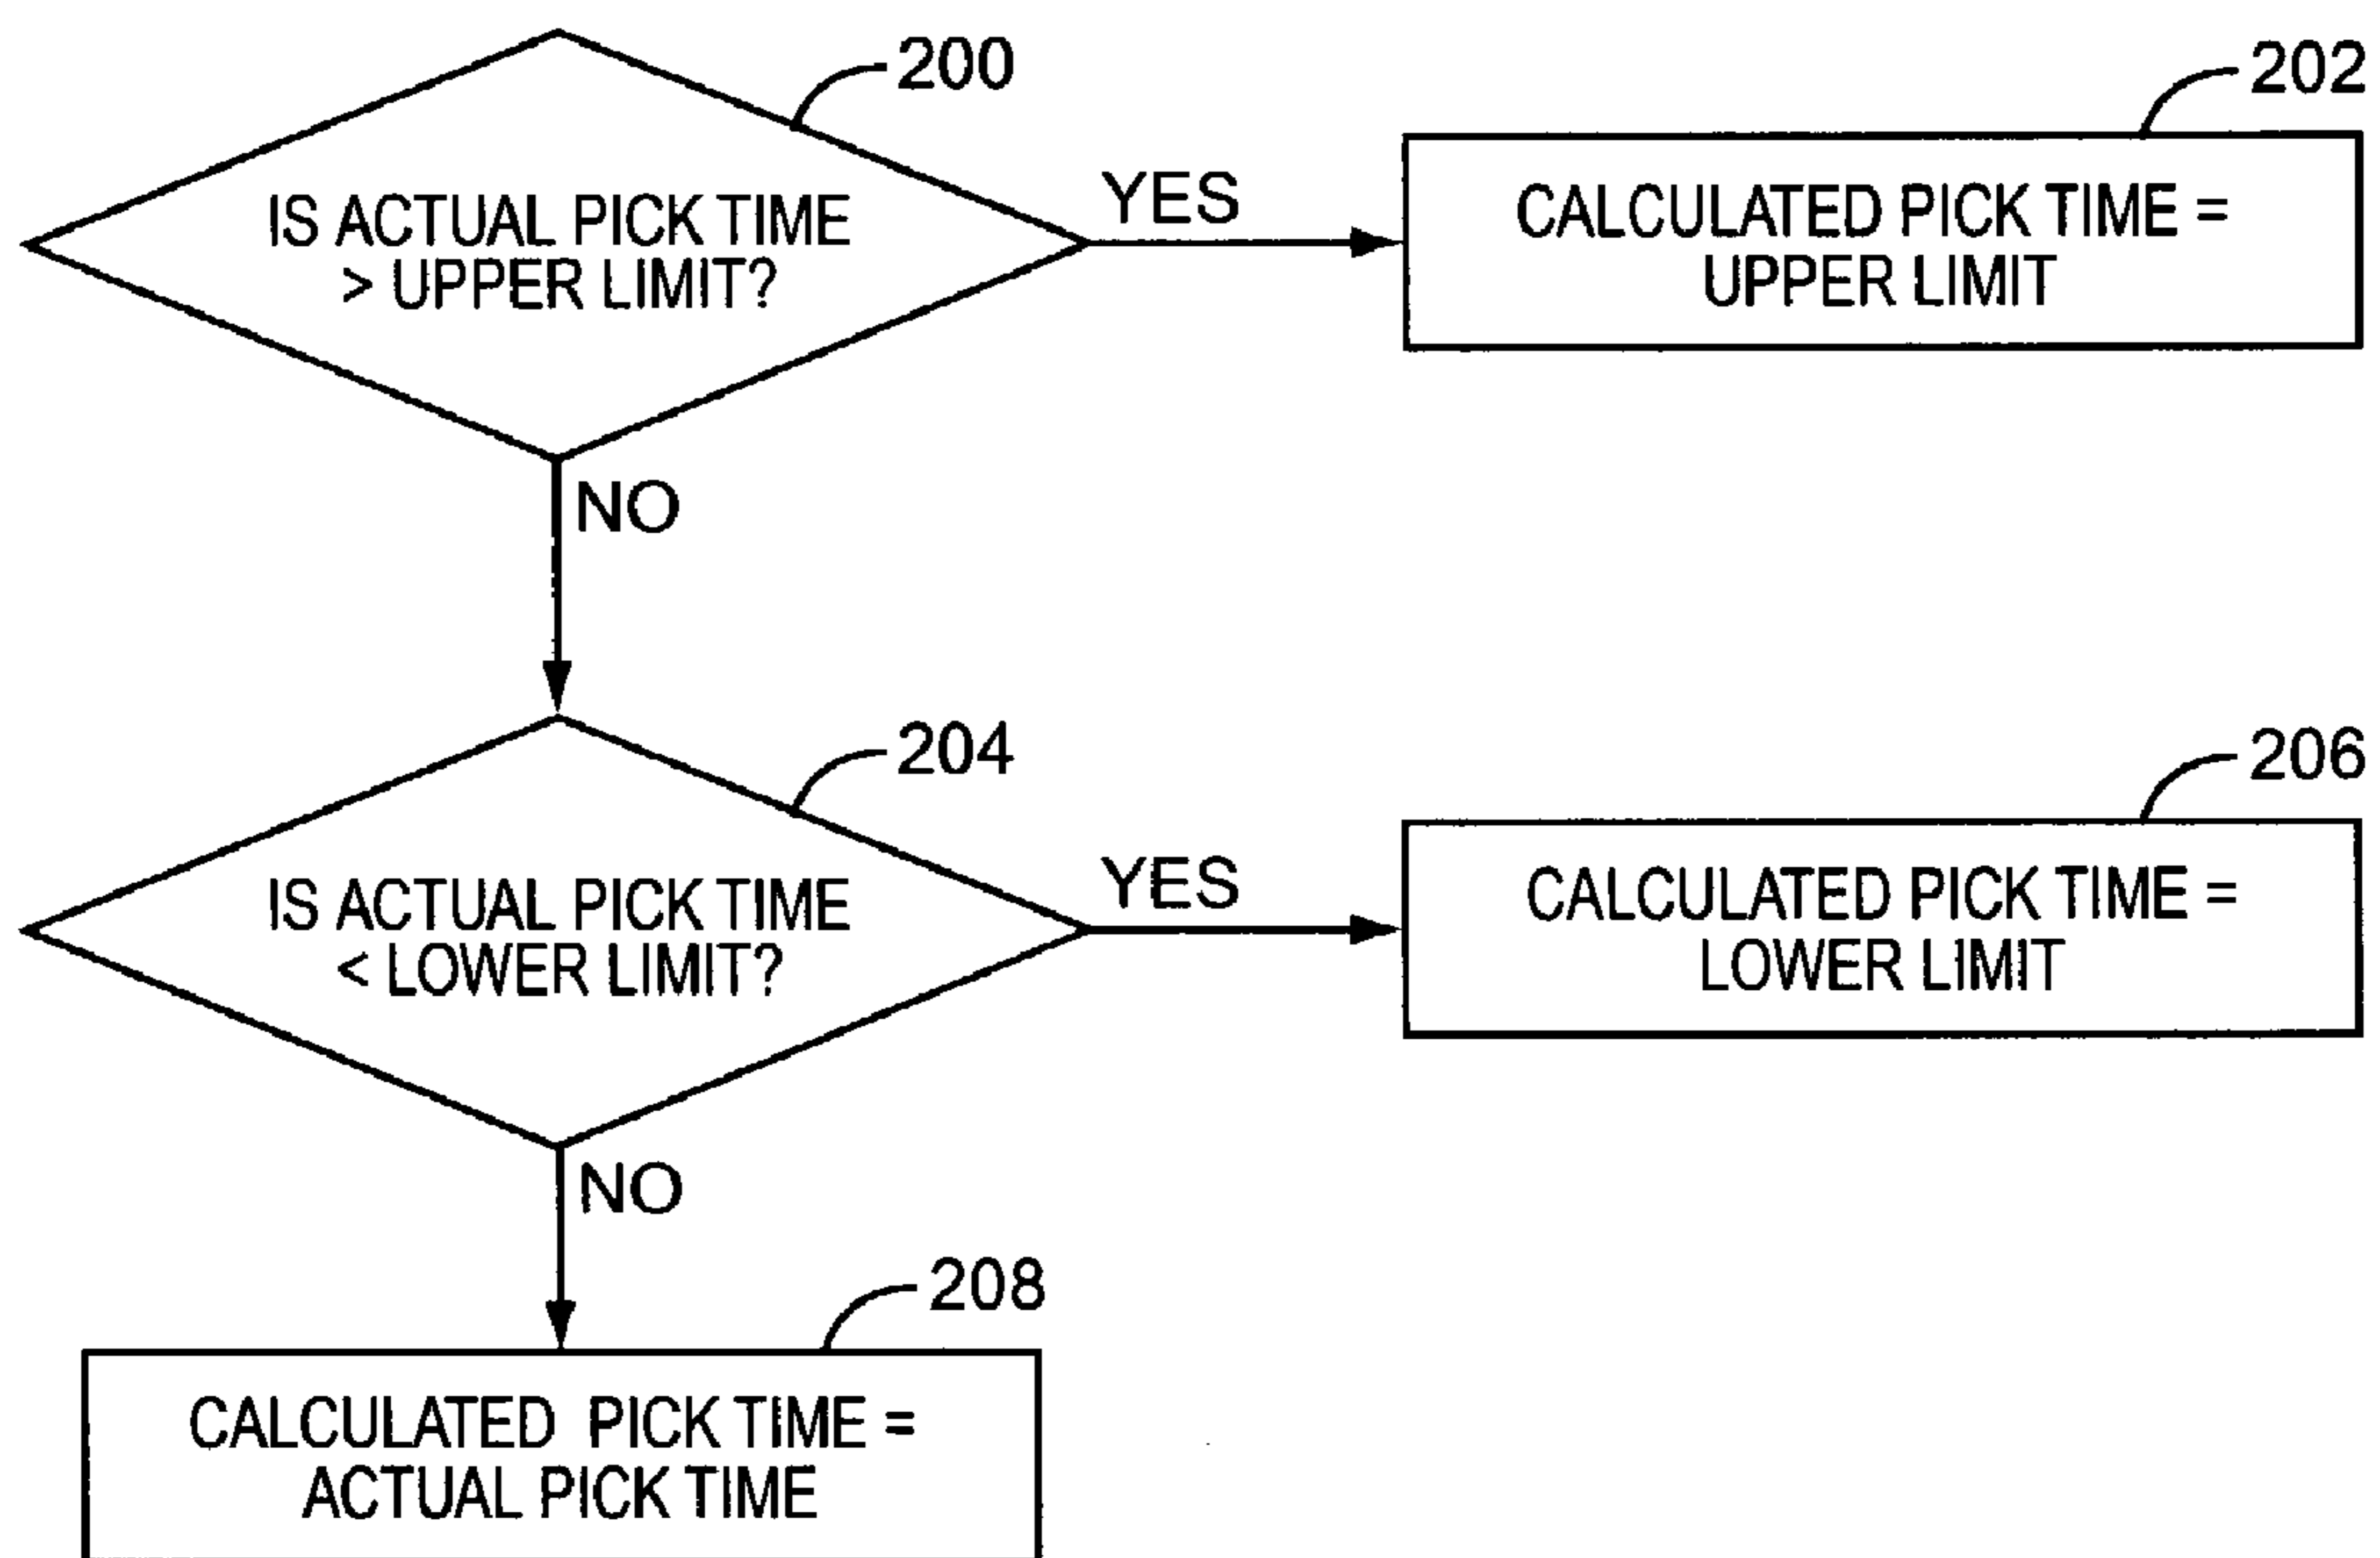 200
IS ACTUAL PICK TIME
> UPPER LIMIT?
YES
202
CALCULATED PICK TIME =
UPPER LIMIT
NO
204
IS ACTUAL PICK TIME
< LOWER LIMIT?
YES
206
CALCULATED PICK TIME =
LOWER LIMIT
NO
208
CALCULATED PICK TIME =
ACTUAL PICK TIME